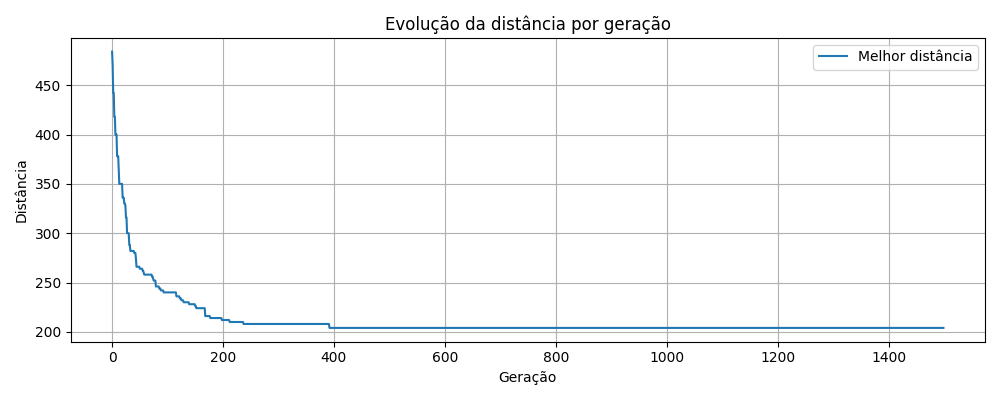 Evolução da distância por geração
Melhor distância
Distância
450
400
350
300
250
200
0 200 400 600 800 1000 1200 1400
Geração